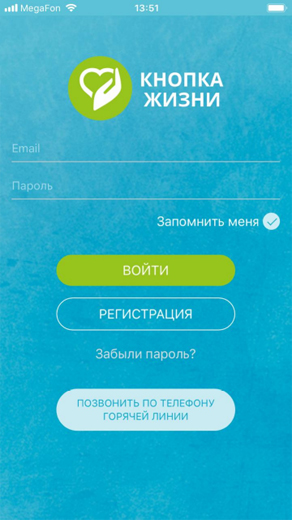 MegaFon 13:51
КНОПКА
ЖИЗНИ
Email
Пароль
Запомнить меня
ВОЙТИ
РЕГИСТРАЦИЯ
Забыли пароль?
ПОЗВОНИТЬ ПО ТЕЛЕФОНУ
ГОРЯЧЕЙ ЛИНИИ